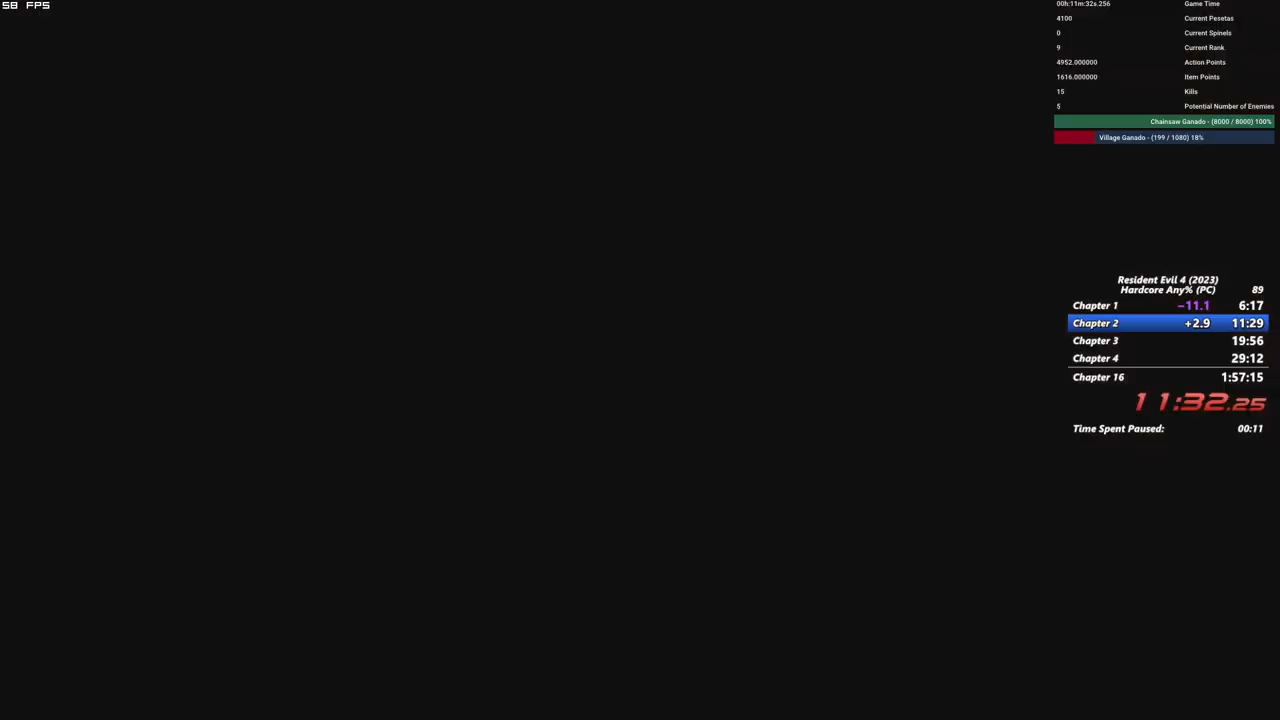 58 FPS
00h:11m:32s.256 Game Time
4100 Current Pesetas
0 Current Spinels
9 Current Rank
4952.000000 Action Points
1616.000000 Item Points
15 Kills
5 Potential Number of Enemies
Chainsaw Ganado - (8000 / 8000) 100%
Village Ganado - (199 / 1080) 18%
Resident Evil 4 (2023)
Hardcore Any% (PC) 89
Chapter 1 −11.1 6:17
Chapter 2 +2.9 11:29
Chapter 3 19:56
Chapter 4 29:12
Chapter 16 1:57:15
11:32.25
Time Spent Paused: 00:11